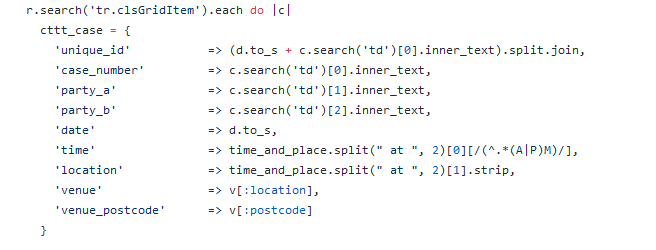 r.search('tr.clsGridItem').each do |c|
cttt_case = {
'unique_id' => (d.to_s + c.search('td')[0].inner_text).split.join,
'case_number' => c.search('td')[0].inner_text,
'party_a' => c.search('td')[1].inner_text,
'party_b' => c.search('td')[2].inner_text,
'date' => d.to_s,
'time' => time_and_place.split(" at ", 2)[0][/(^.*(A|P)M)/],
'location' => time_and_place.split(" at ", 2)[1].strip,
'venue' => v[:location],
'venue_postcode' => v[:postcode]
}